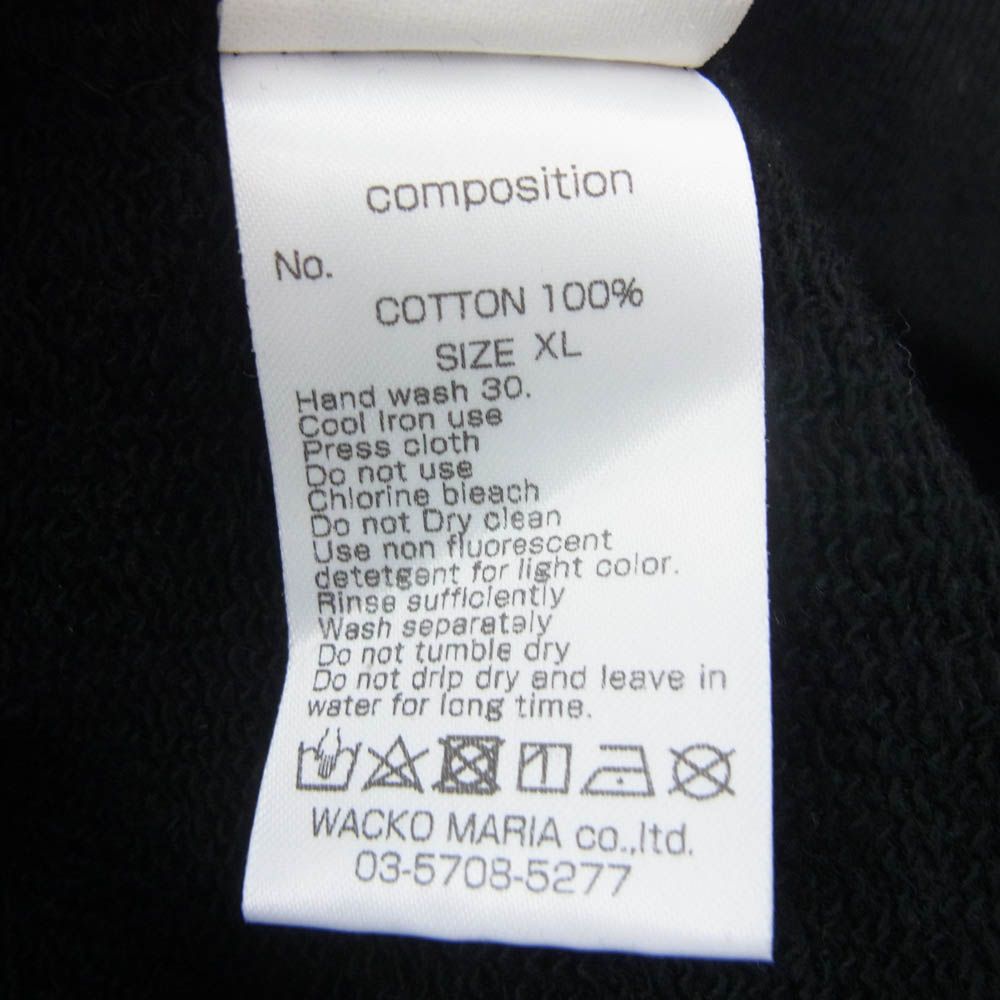 composition
No.
COTTON 100%
SIZE XL
Hand wash 30.
Cool Iron use
Press cloth
Do not use
Chlorine bleach
Do not Dry clean
Use non fluorescent
detetgent for light color.
Rinse sufficiently
Wash separately
Do not tumble dry
Do not drip dry and leave in
water for long time.
WACKO MARIA co.,ltd.
03-5708-5277